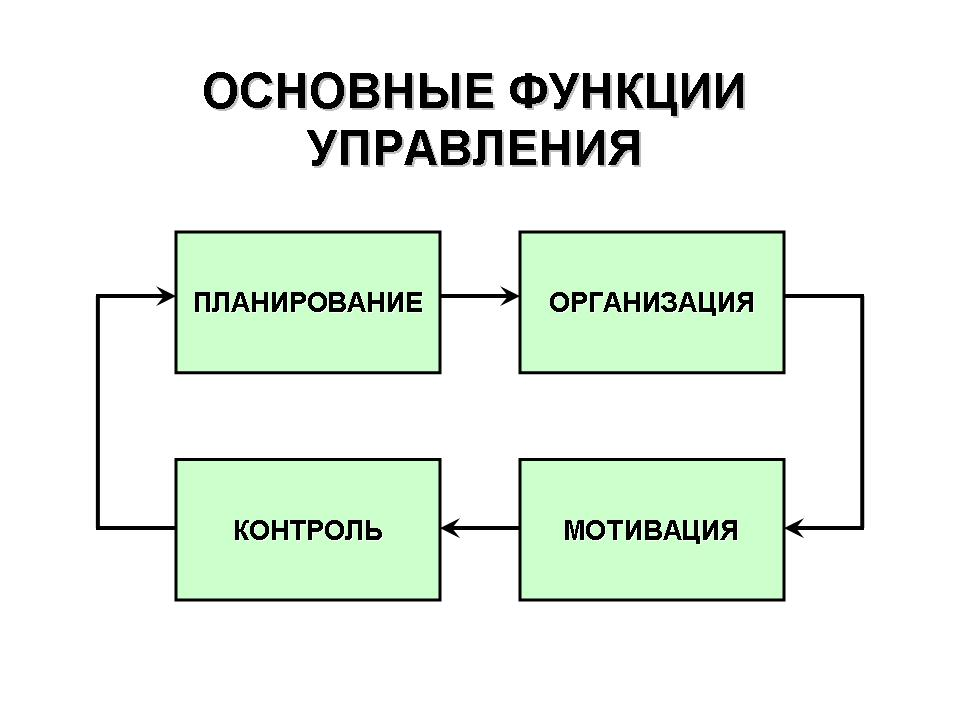 ОСНОВНЫЕ ФУНКЦИИ
УПРАВЛЕНИЯ
ПЛАНИРОВАНИЕ
ОРГАНИЗАЦИЯ
КОНТРОЛЬ
МОТИВАЦИЯ